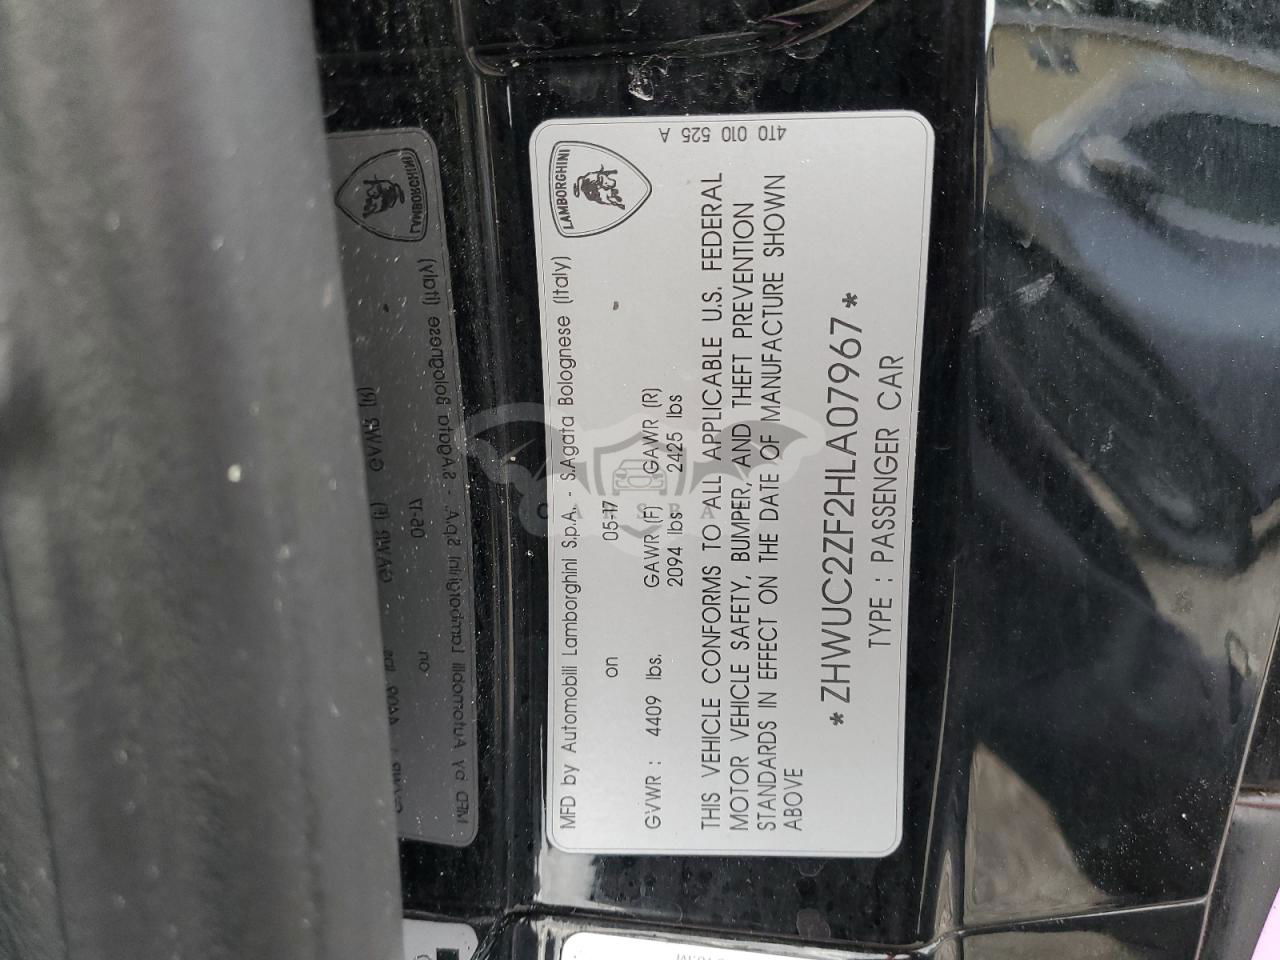 LAMBORGHINI
4T0 010 525 A
MFD by Automobili Lamborghini S.p.A. - S.Agata Bolognese (Italy)
on 05-17
GVWR : 4409 lbs. GAWR (F) GAWR (R)
2094 lbs 2425 lbs
THIS VEHICLE CONFORMS TO ALL APPLICABLE U.S. FEDERAL
MOTOR VEHICLE SAFETY, BUMPER, AND THEFT PREVENTION
STANDARDS IN EFFECT ON THE DATE OF MANUFACTURE SHOWN
ABOVE
*ZHWUC2ZF2HLA07967*
TYPE : PASSENGER CAR